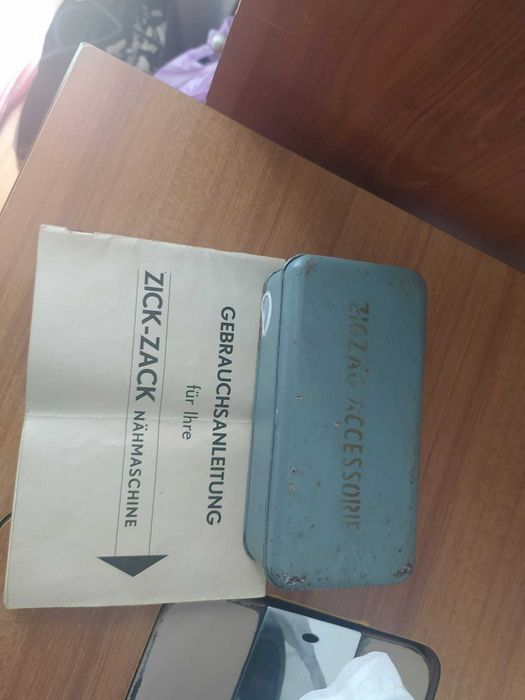 GEBRAUCHSANLEITUNG
für Ihre
ZICK-ZACK NÄHMASCHINE
ZIGZAG ACCESSORIE